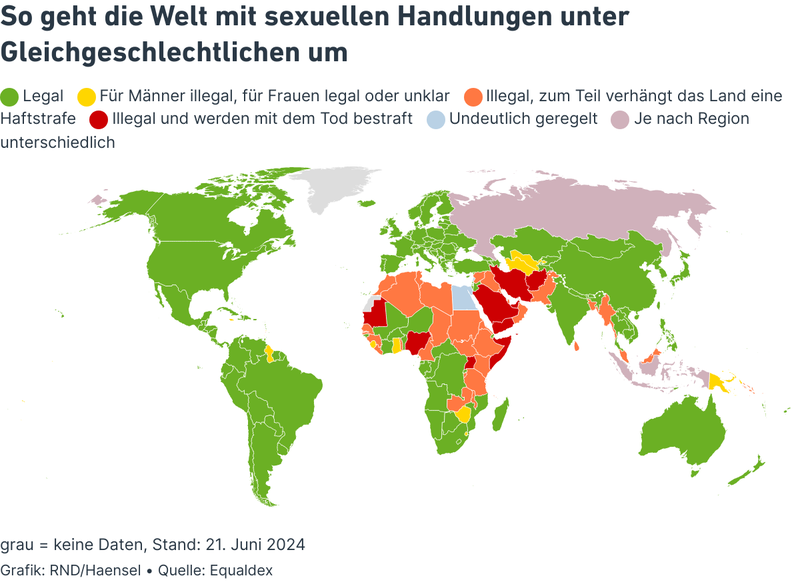 So geht die Welt mit sexuellen Handlungen unter
Gleichgeschlechtlichen um
Legal Für Männer illegal, für Frauen legal oder unklar Illegal, zum Teil verhängt das Land eine
Haftstrafe Illegal und werden mit dem Tod bestraft Undeutlich geregelt Je nach Region
unterschiedlich
grau = keine Daten, Stand: 21. Juni 2024
Grafik: RND/Haensel • Quelle: Equaldex